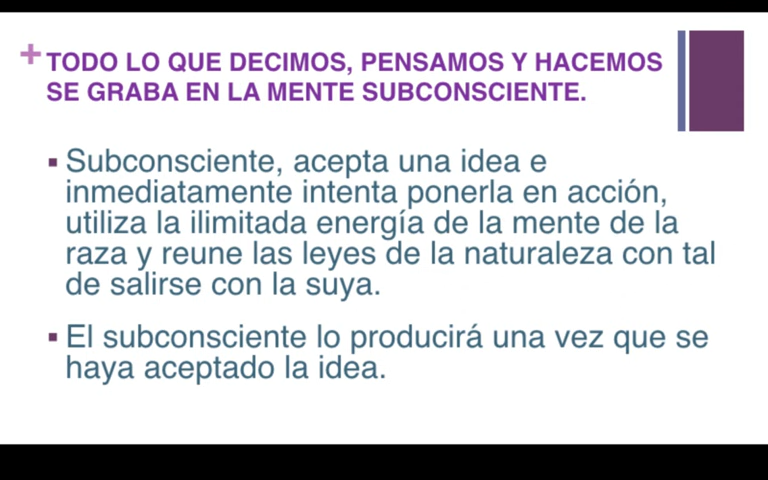 + TODO LO QUE DECIMOS, PENSAMOS Y HACEMOS
SE GRABA EN LA MENTE SUBCONSCIENTE.
▪ Subconsciente, acepta una idea e
inmediatamente intenta ponerla en acción,
utiliza la ilimitada energía de la mente de la
raza y reune las leyes de la naturaleza con tal
de salirse con la suya.
▪ El subconsciente lo producirá una vez que se
haya aceptado la idea.